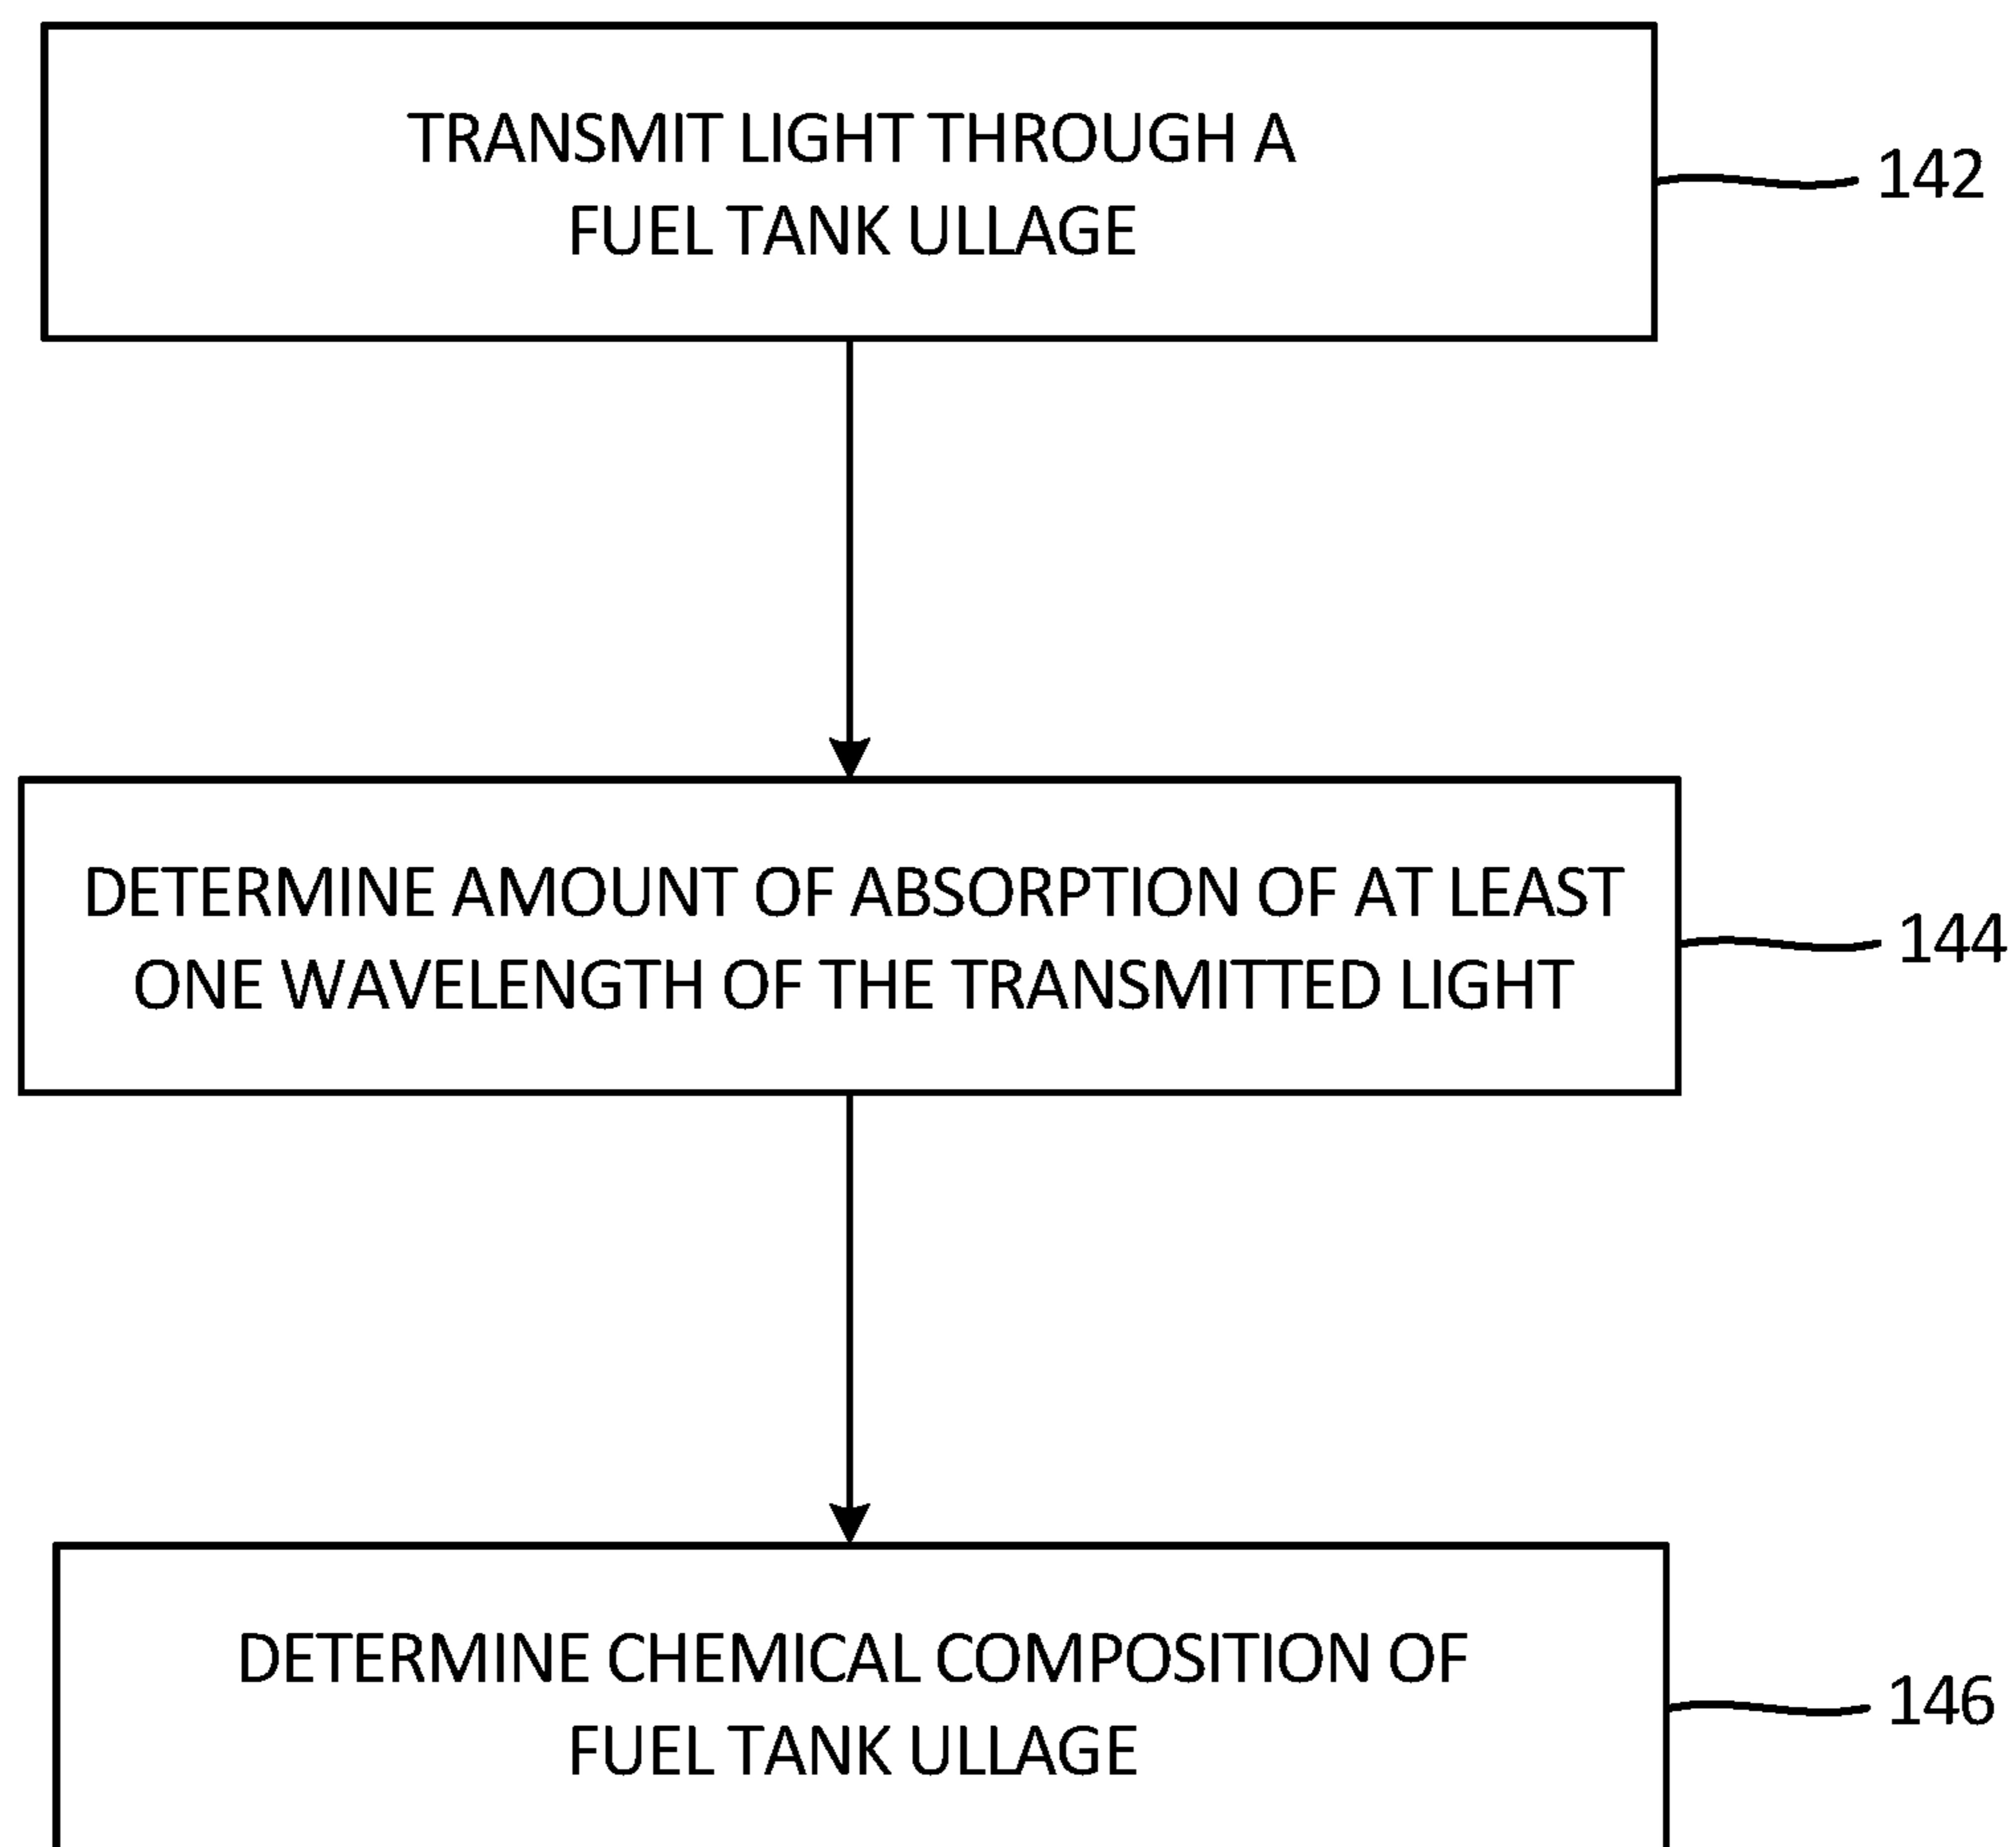 TRANSMIT LIGHT THROUGH A
FUEL TANK ULLAGE
142
DETERMINE AMOUNT OF ABSORPTION OF AT LEAST
ONE WAVELENGTH OF THE TRANSMITTED LIGHT
144
DETERMINE CHEMICAL COMPOSITION OF
FUEL TANK ULLAGE
146